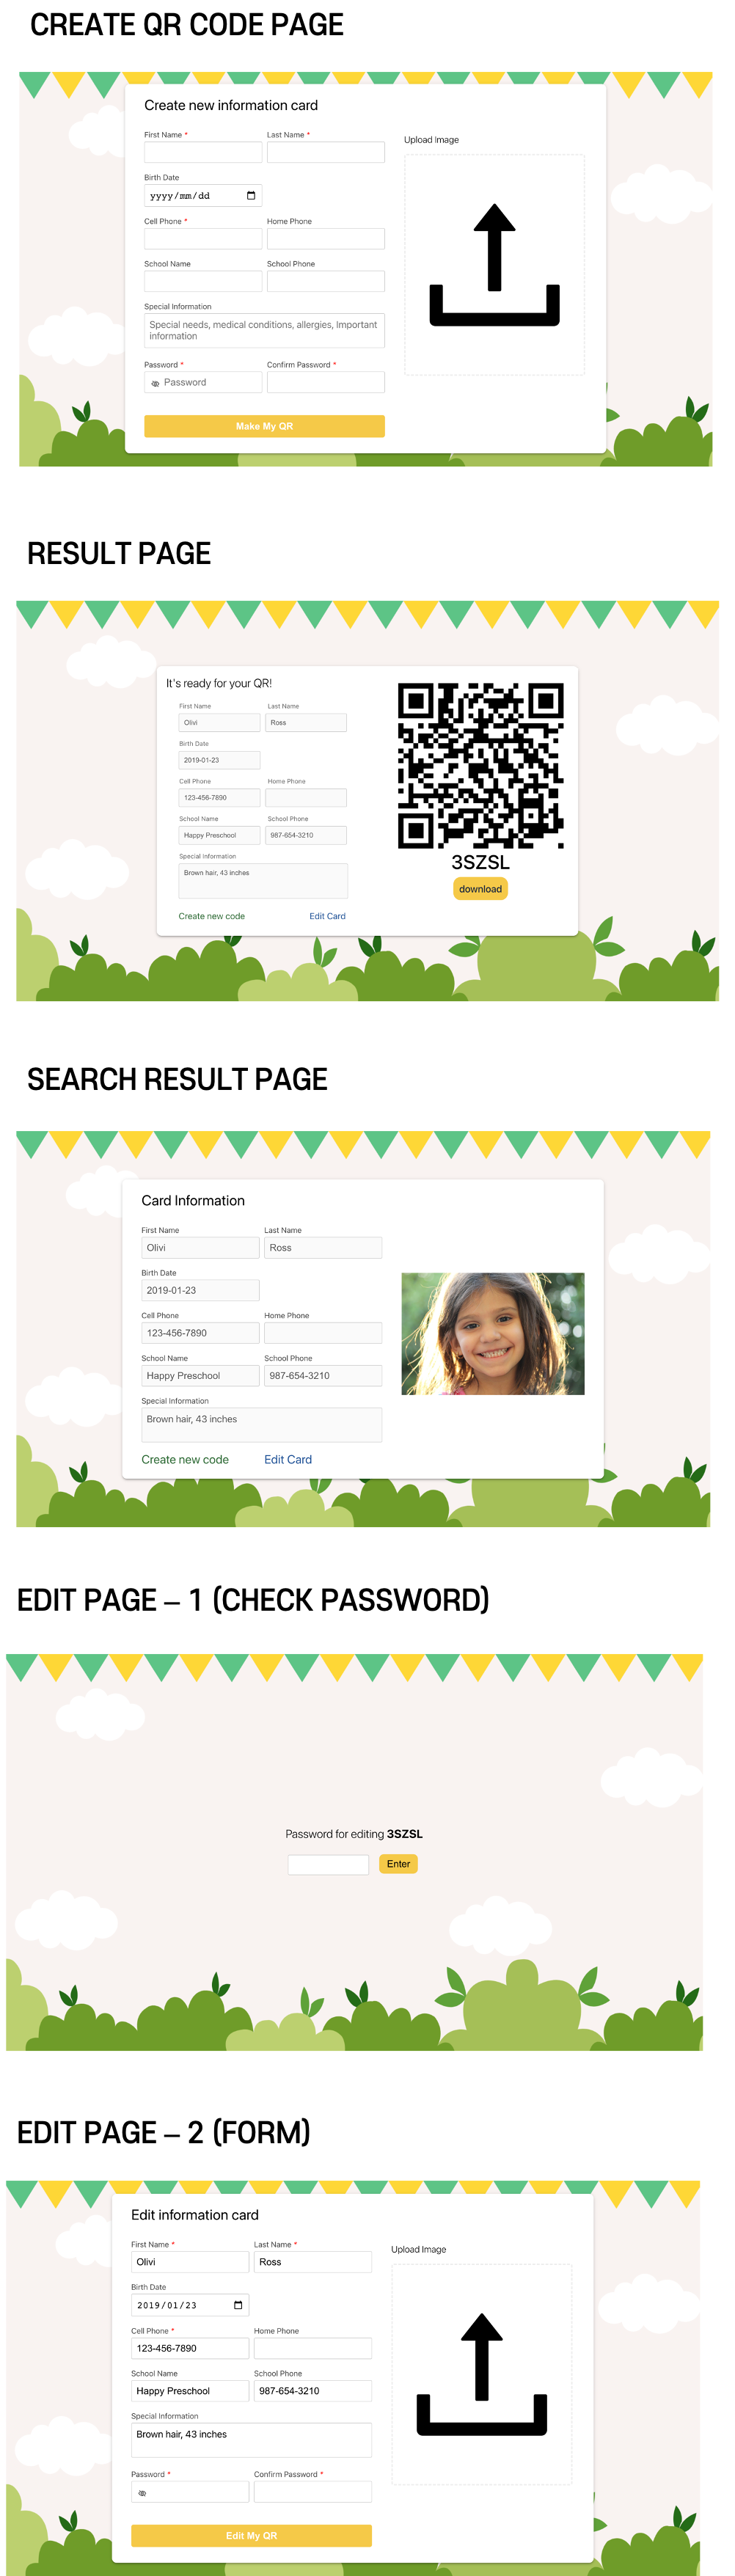 CREATE QR CODE PAGE
Create new information card
First Name *
Last Name *
Upload Image
Birth Date
yyyy/mm/dd
Cell Phone *
Home Phone
School Name
School Phone
Special Information
Special needs, medical conditions, allergies, Important
information
Password *
Confirm Password *
Password
Make My QR
RESULT PAGE
It's ready for your QR!
First Name
Last Name
Olivi
Ross
Birth Date
2019-01-23
Cell Phone
Home Phone
123-456-7890
School Name
School Phone
Happy Preschool
987-654-3210
Special Information
Brown hair, 43 inches
3SZSL
download
Create new code
Edit Card
SEARCH RESULT PAGE
Card Information
First Name
Last Name
Olivi
Ross
Birth Date
2019-01-23
Cell Phone
Home Phone
123-456-7890
School Name
School Phone
Happy Preschool
987-654-3210
Special Information
Brown hair, 43 inches
Create new code
Edit Card
EDIT PAGE – 1 (CHECK PASSWORD)
Password for editing 3SZSL
Enter
EDIT PAGE – 2 (FORM)
Edit information card
First Name *
Last Name *
Upload Image
Olivi
Ross
Birth Date
2019/01/23
Cell Phone *
Home Phone
123-456-7890
School Name
School Phone
Happy Preschool
987-654-3210
Special Information
Brown hair, 43 inches
Password *
Confirm Password *
Edit My QR